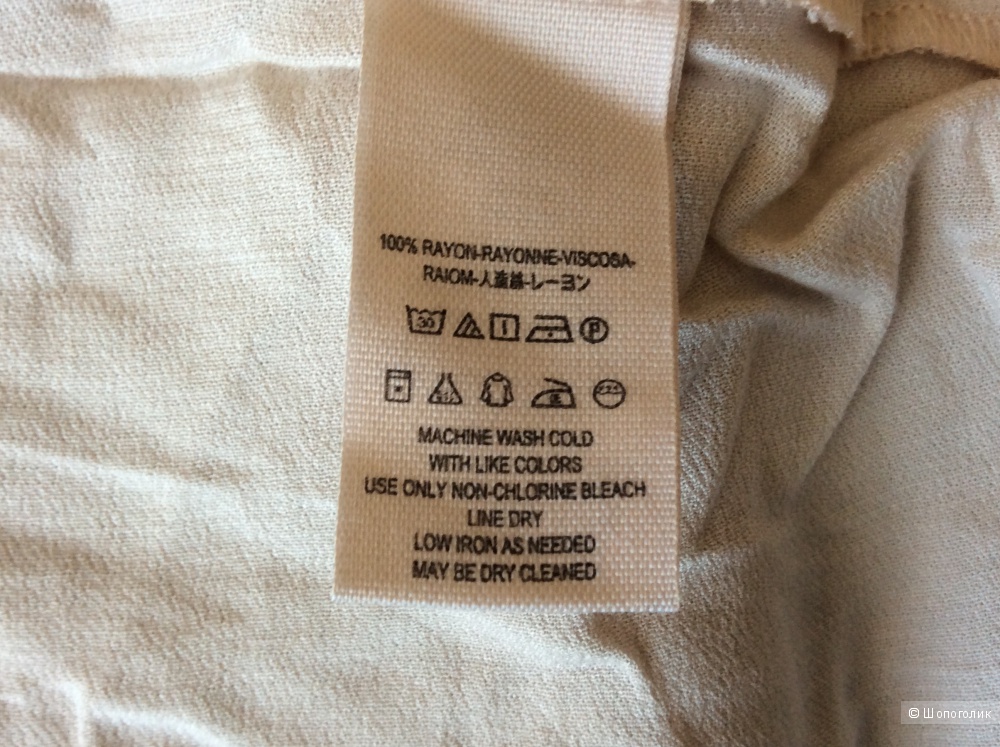 100% RAYON-RAYONNE-VISCOSA-
RAIOM-人造絲-レーヨン
30
P
MACHINE WASH COLD
WITH LIKE COLORS
USE ONLY NON-CHLORINE BLEACH
LINE DRY
LOW IRON AS NEEDED
MAY BE DRY CLEANED
© Шопоголик